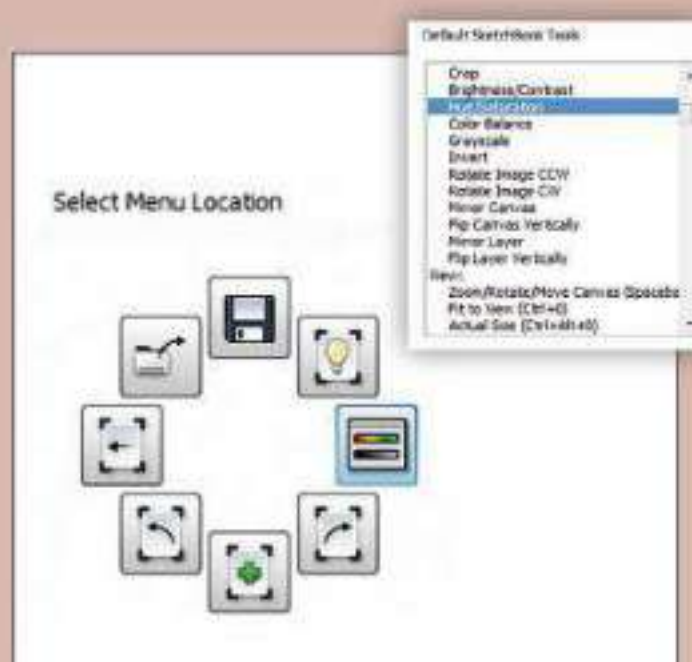 Default SketchBook Tools
Crop
Brightness/Contrast
Hue/Saturation
Color Balance
Grayscale
Invert
Rotate Image CCW
Rotate Image CW
Mirror Canvas
Flip Canvas Vertically
Mirror Layer
Flip Layer Vertically
View:
Zoom/Rotate/Move Canvas (Spaceba
Fit to View (Ctrl+0)
Actual Size (Ctrl+Alt+0)
Select Menu Location